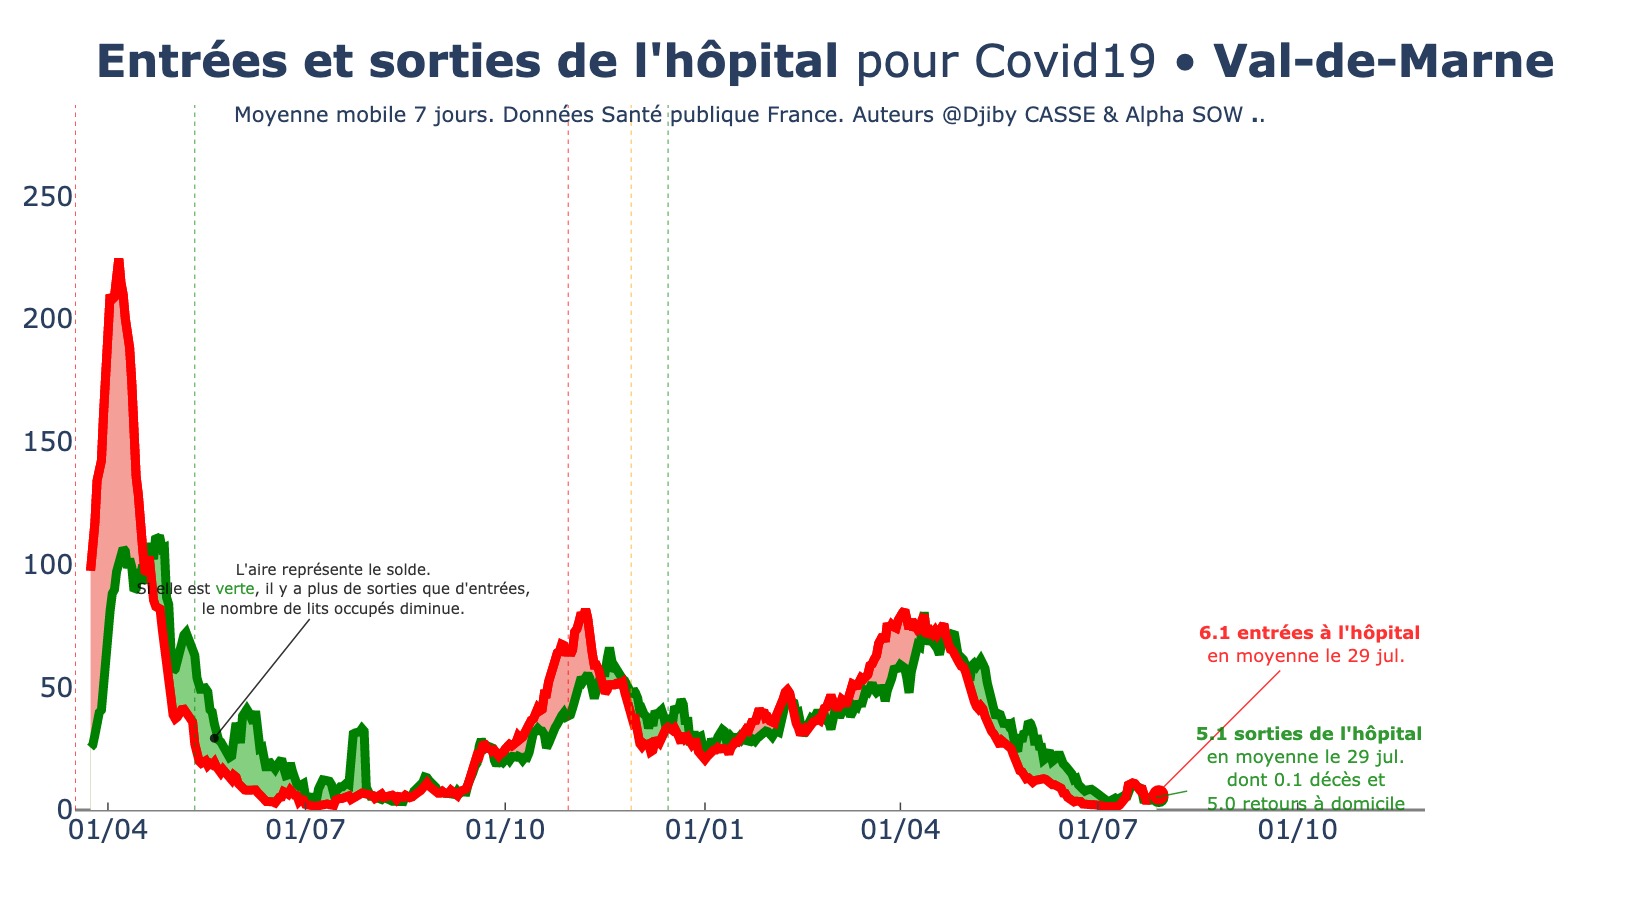 Entrées et sorties de l'hôpital pour Covid19 • Val-de-Marne
Moyenne mobile 7 jours. Données Santé publique France. Auteurs @Djiby CASSE & Alpha SOW ..
250
200
150
100
50
0
L'aire représente le solde.
Si elle est verte, il y a plus de sorties que d'entrées,
le nombre de lits occupés diminue.
6.1 entrées à l'hôpital
en moyenne le 29 jul.
5.1 sorties de l'hôpital
en moyenne le 29 jul.
dont 0.1 décès et
5.0 retours à domicile
01/04 01/07 01/10 01/01 01/04 01/07 01/10